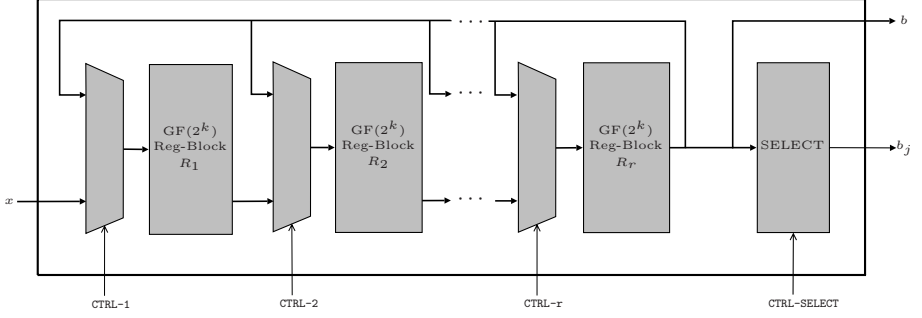 b
GF(2^k)
Reg-Block
R_1
GF(2^k)
Reg-Block
R_2
GF(2^k)
Reg-Block
R_r
SELECT
b_j
x
· · ·
· · ·
· · ·
CTRL-1
CTRL-2
CTRL-r
CTRL-SELECT